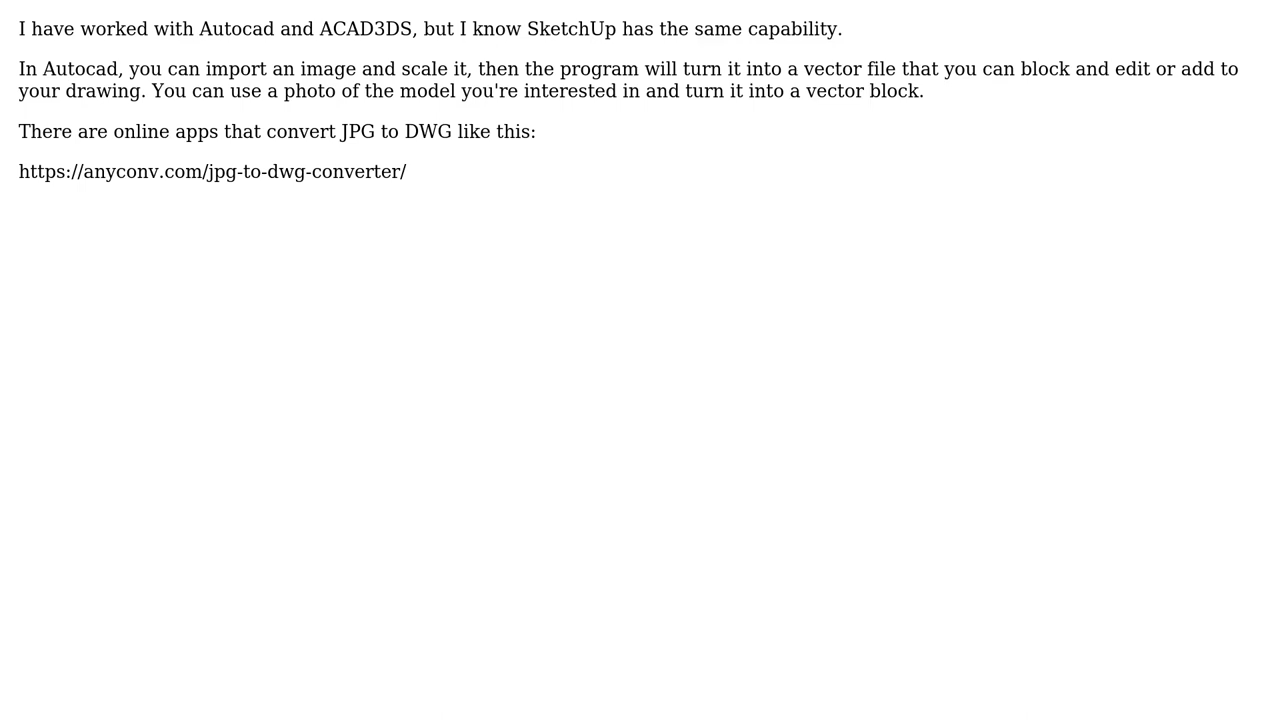 I have worked with Autocad and ACAD3DS, but I know SketchUp has the same capability.
In Autocad, you can import an image and scale it, then the program will turn it into a vector file that you can block and edit or add to
your drawing. You can use a photo of the model you're interested in and turn it into a vector block.
There are online apps that convert JPG to DWG like this:
https://anyconv.com/jpg-to-dwg-converter/